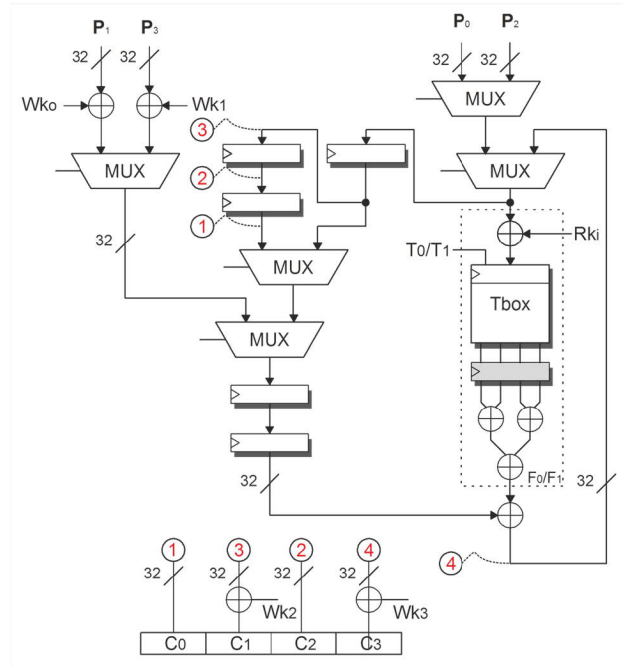 P1 P3 P0 P2
32 32 32 32
Wk0 Wk1 MUX
3
MUX MUX
2
1
32 Rki
MUX T0/T1
Tbox
MUX
32 F0/F1 32
4
1 3 2 4
32 32 32 32
Wk2 Wk3
C0 C1 C2 C3